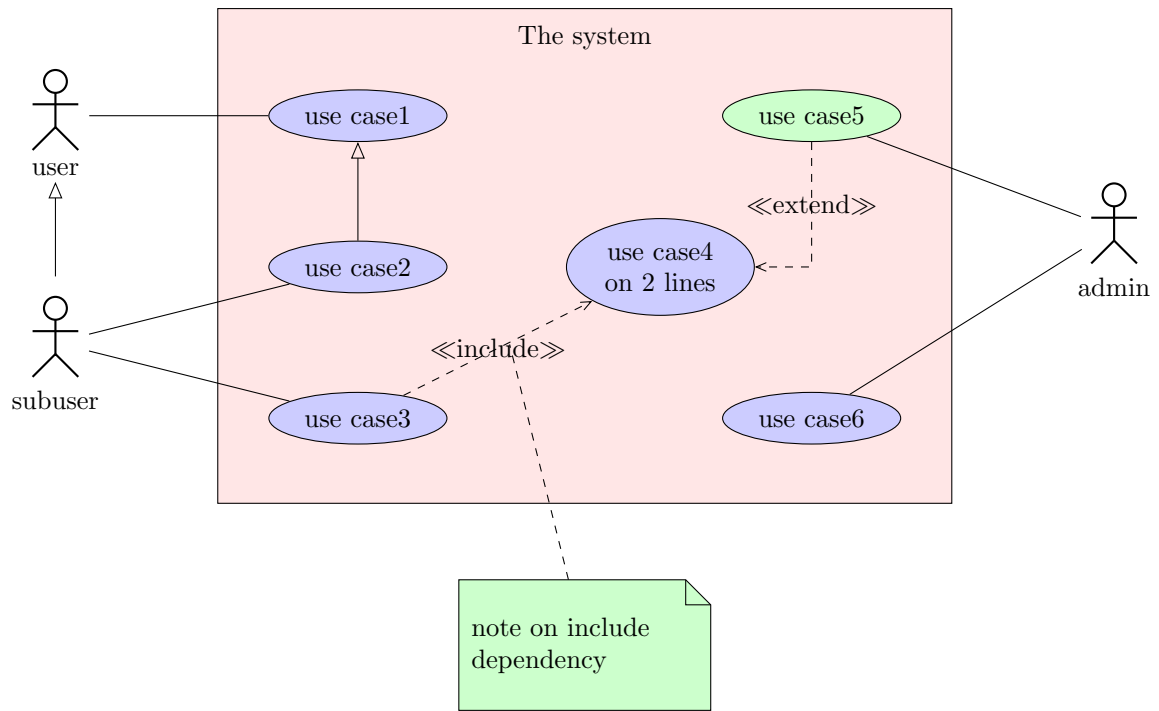 The system
user
use case1
use case5
≪extend≫
use case2
use case4
on 2 lines
admin
≪include≫
subuser
use case3
use case6
note on include
dependency